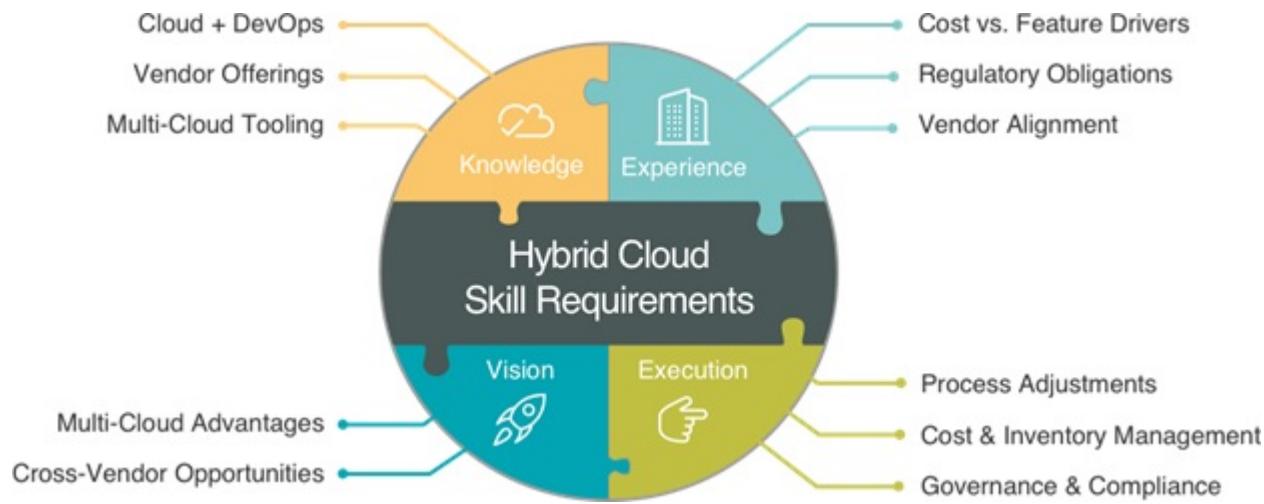 Cloud + DevOps
Vendor Offerings
Multi-Cloud Tooling
Knowledge
Cost vs. Feature Drivers
Regulatory Obligations
Vendor Alignment
Experience
Hybrid Cloud
Skill Requirements
Vision
Multi-Cloud Advantages
Cross-Vendor Opportunities
Execution
Process Adjustments
Cost & Inventory Management
Governance & Compliance